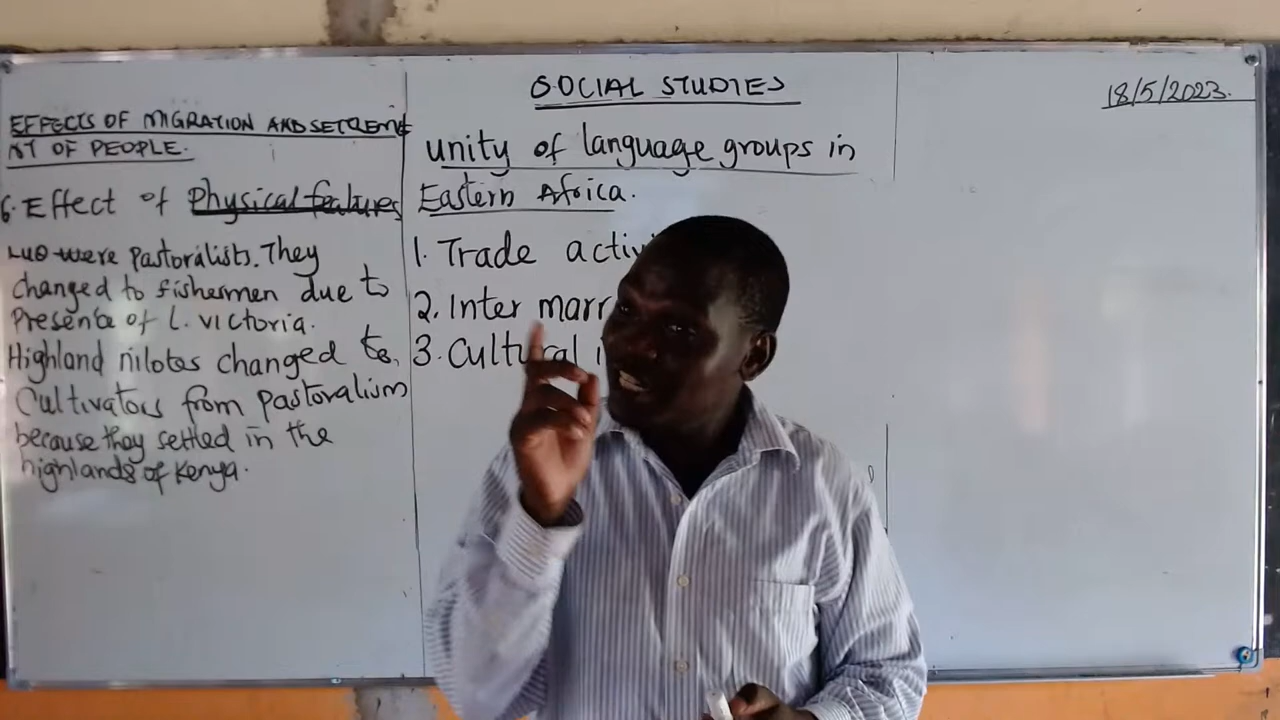 SOCIAL STUDIES
18/5/2023.
EFFECTS OF MIGRATION AND SETTLEME
NT OF PEOPLE.
6. Effect of Physical features
Luo were Pastoralists. They
changed to fishermen due to
Presence of L. victoria.
Highland nilotes changed to
Cultivators from pastoralism
because they settled in the
highlands of Kenya.
unity of language groups in
Eastern Africa.
1. Trade activ
2. Inter marr
3. Cultural i